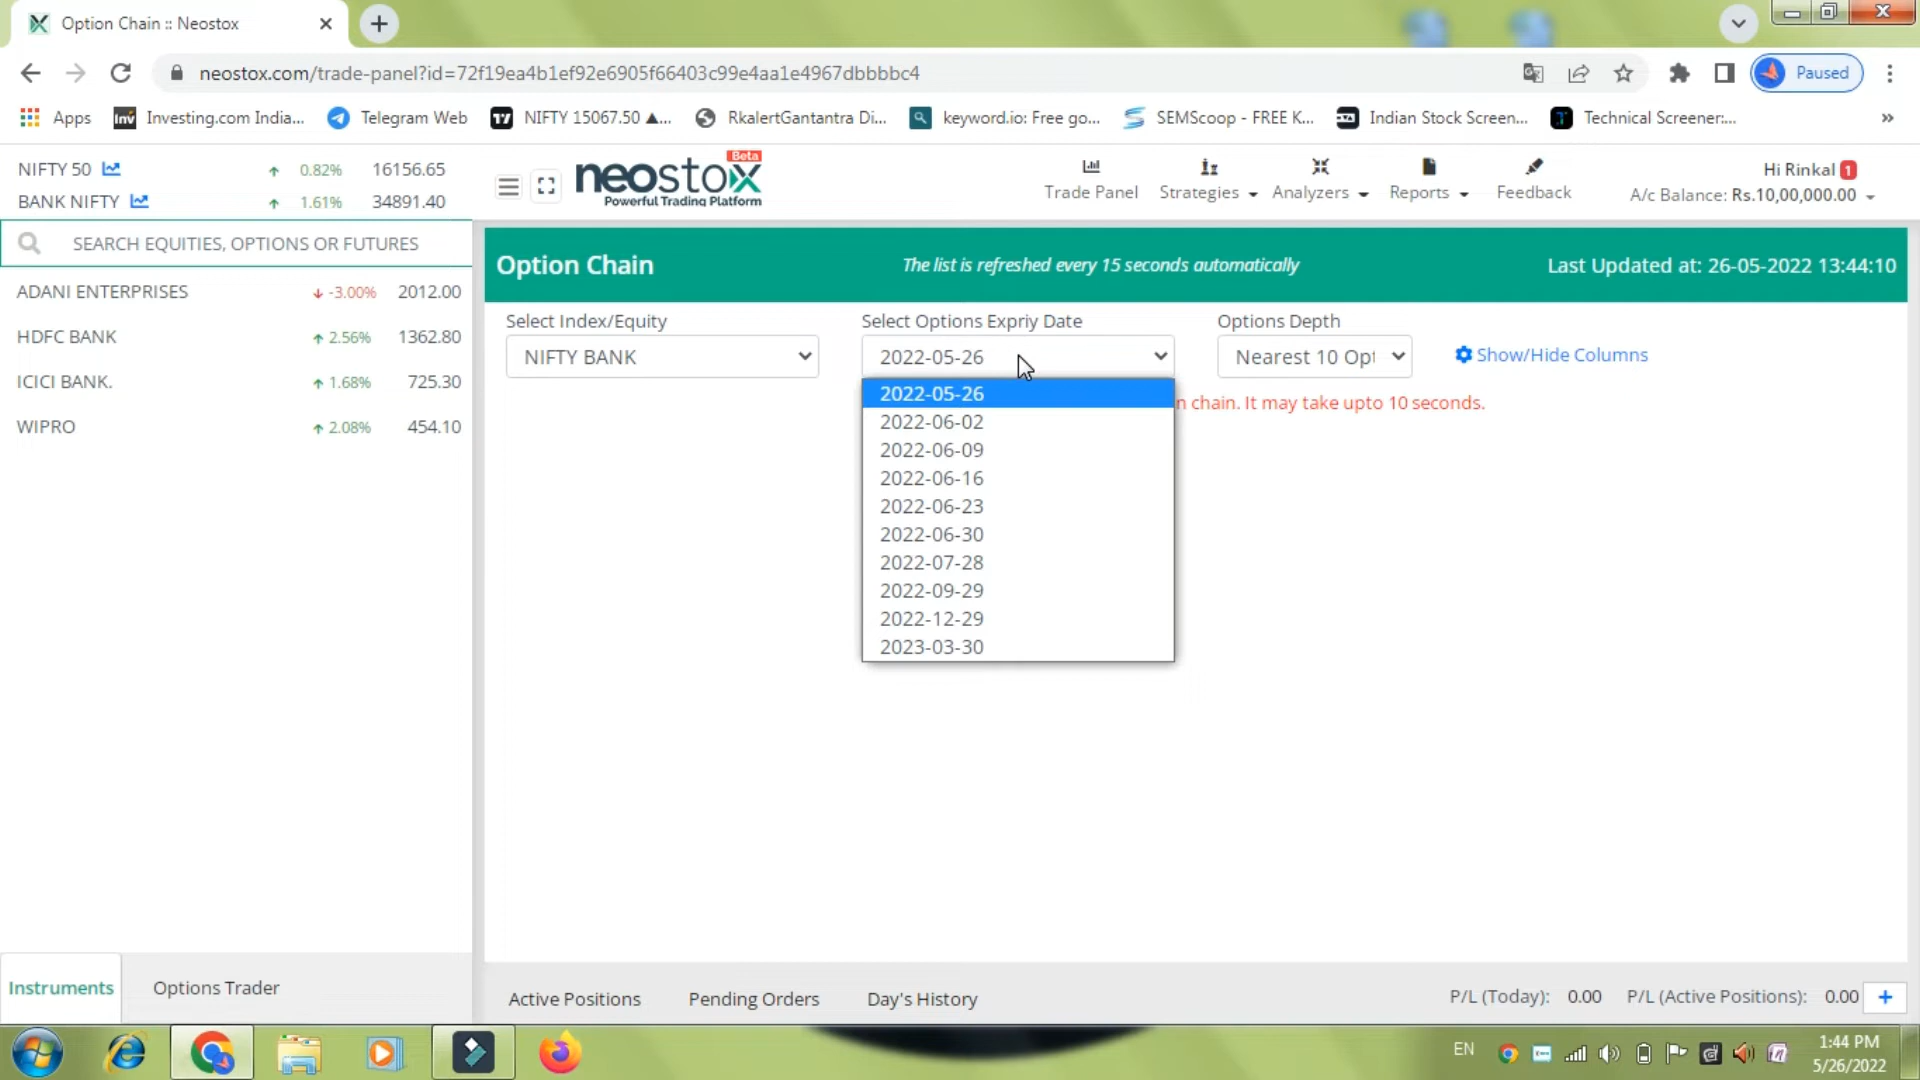 Option Chain :: Neostox
neostox.com/trade-panel?id=72f19ea4b1ef92e6905f66403c99e4aa1e4967dbbbbc4
Paused
Apps
Investing.com India...
Telegram Web
NIFTY 15067.50 ▲...
RkalertGantantra Di...
keyword.io: Free go...
SEMScoop - FREE K...
Indian Stock Screen...
Technical Screener:...
NIFTY 50 0.82% 16156.65
BANK NIFTY 1.61% 34891.40
Beta
neostox
Powerful Trading Platform
Trade Panel
Strategies
Analyzers
Reports
Feedback
Hi Rinkal 1
A/c Balance: Rs.10,00,000.00
SEARCH EQUITIES, OPTIONS OR FUTURES
ADANI ENTERPRISES -3.00% 2012.00
HDFC BANK 2.56% 1362.80
ICICI BANK. 1.68% 725.30
WIPRO 2.08% 454.10
Option Chain
The list is refreshed every 15 seconds automatically
Last Updated at: 26-05-2022 13:44:10
Select Index/Equity
NIFTY BANK
Select Options Expriy Date
2022-05-26
Options Depth
Nearest 10 Opt
Show/Hide Columns
n chain. It may take upto 10 seconds.
2022-05-26
2022-06-02
2022-06-09
2022-06-16
2022-06-23
2022-06-30
2022-07-28
2022-09-29
2022-12-29
2023-03-30
Instruments
Options Trader
Active Positions
Pending Orders
Day's History
P/L (Today): 0.00
P/L (Active Positions): 0.00
EN
1:44 PM
5/26/2022